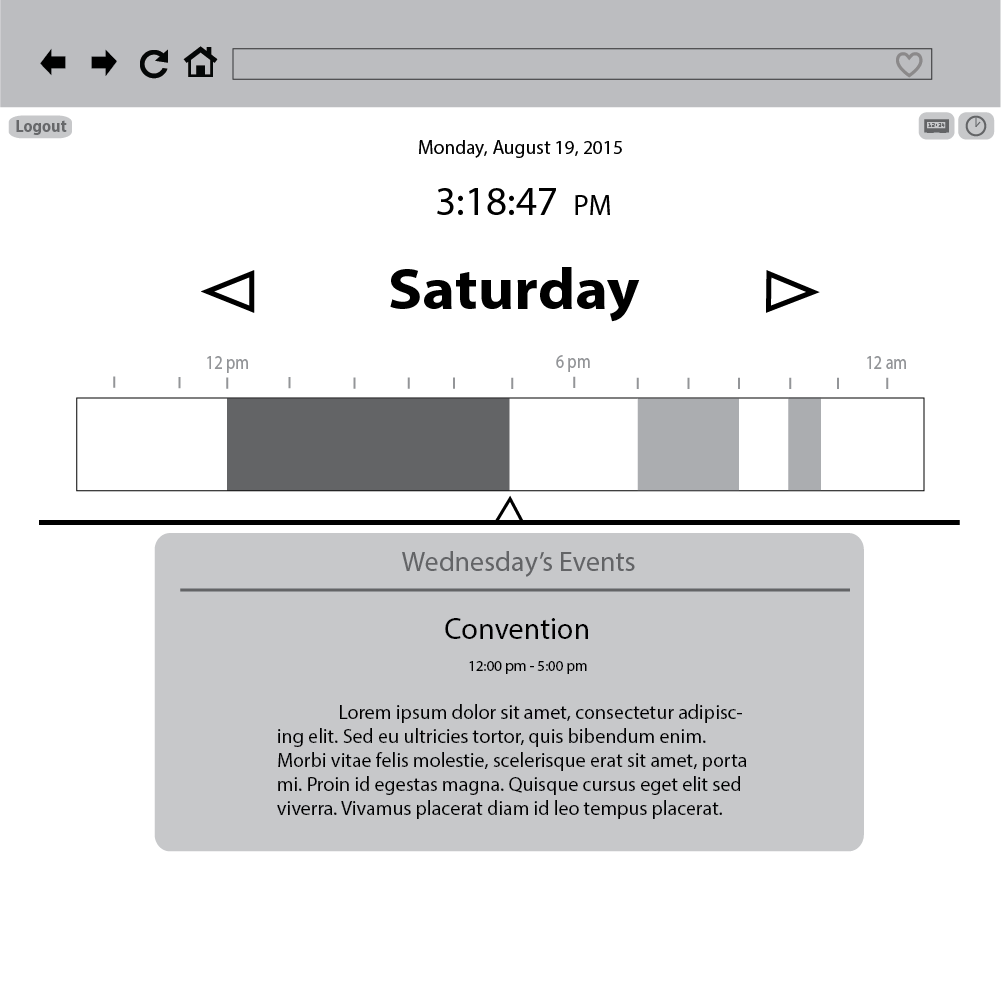 Logout
Monday, August 19, 2015
3:18:47 PM
Saturday
12 pm 6 pm 12 am
Wednesday’s Events
Convention
12:00 pm - 5:00 pm
Lorem ipsum dolor sit amet, consectetur adipisc-
ing elit. Sed eu ultricies tortor, quis bibendum enim.
Morbi vitae felis molestie, scelerisque erat sit amet, porta
mi. Proin id egestas magna. Quisque cursus eget elit sed
viverra. Vivamus placerat diam id leo tempus placerat.